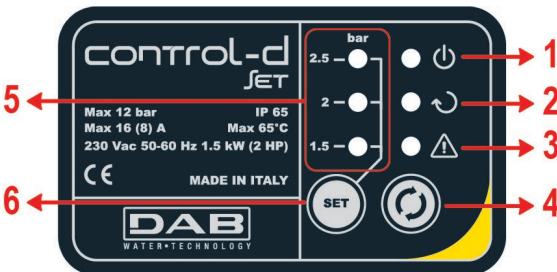 control-d
SET
Max 12 bar IP 65
Max 16 (8) A Max 65°C
230 Vac 50-60 Hz 1.5 kW (2 HP)
CE MADE IN ITALY
DAB
WATER•TECHNOLOGY
bar
2.5
2
1.5
SET
1
2
3
4
5
6